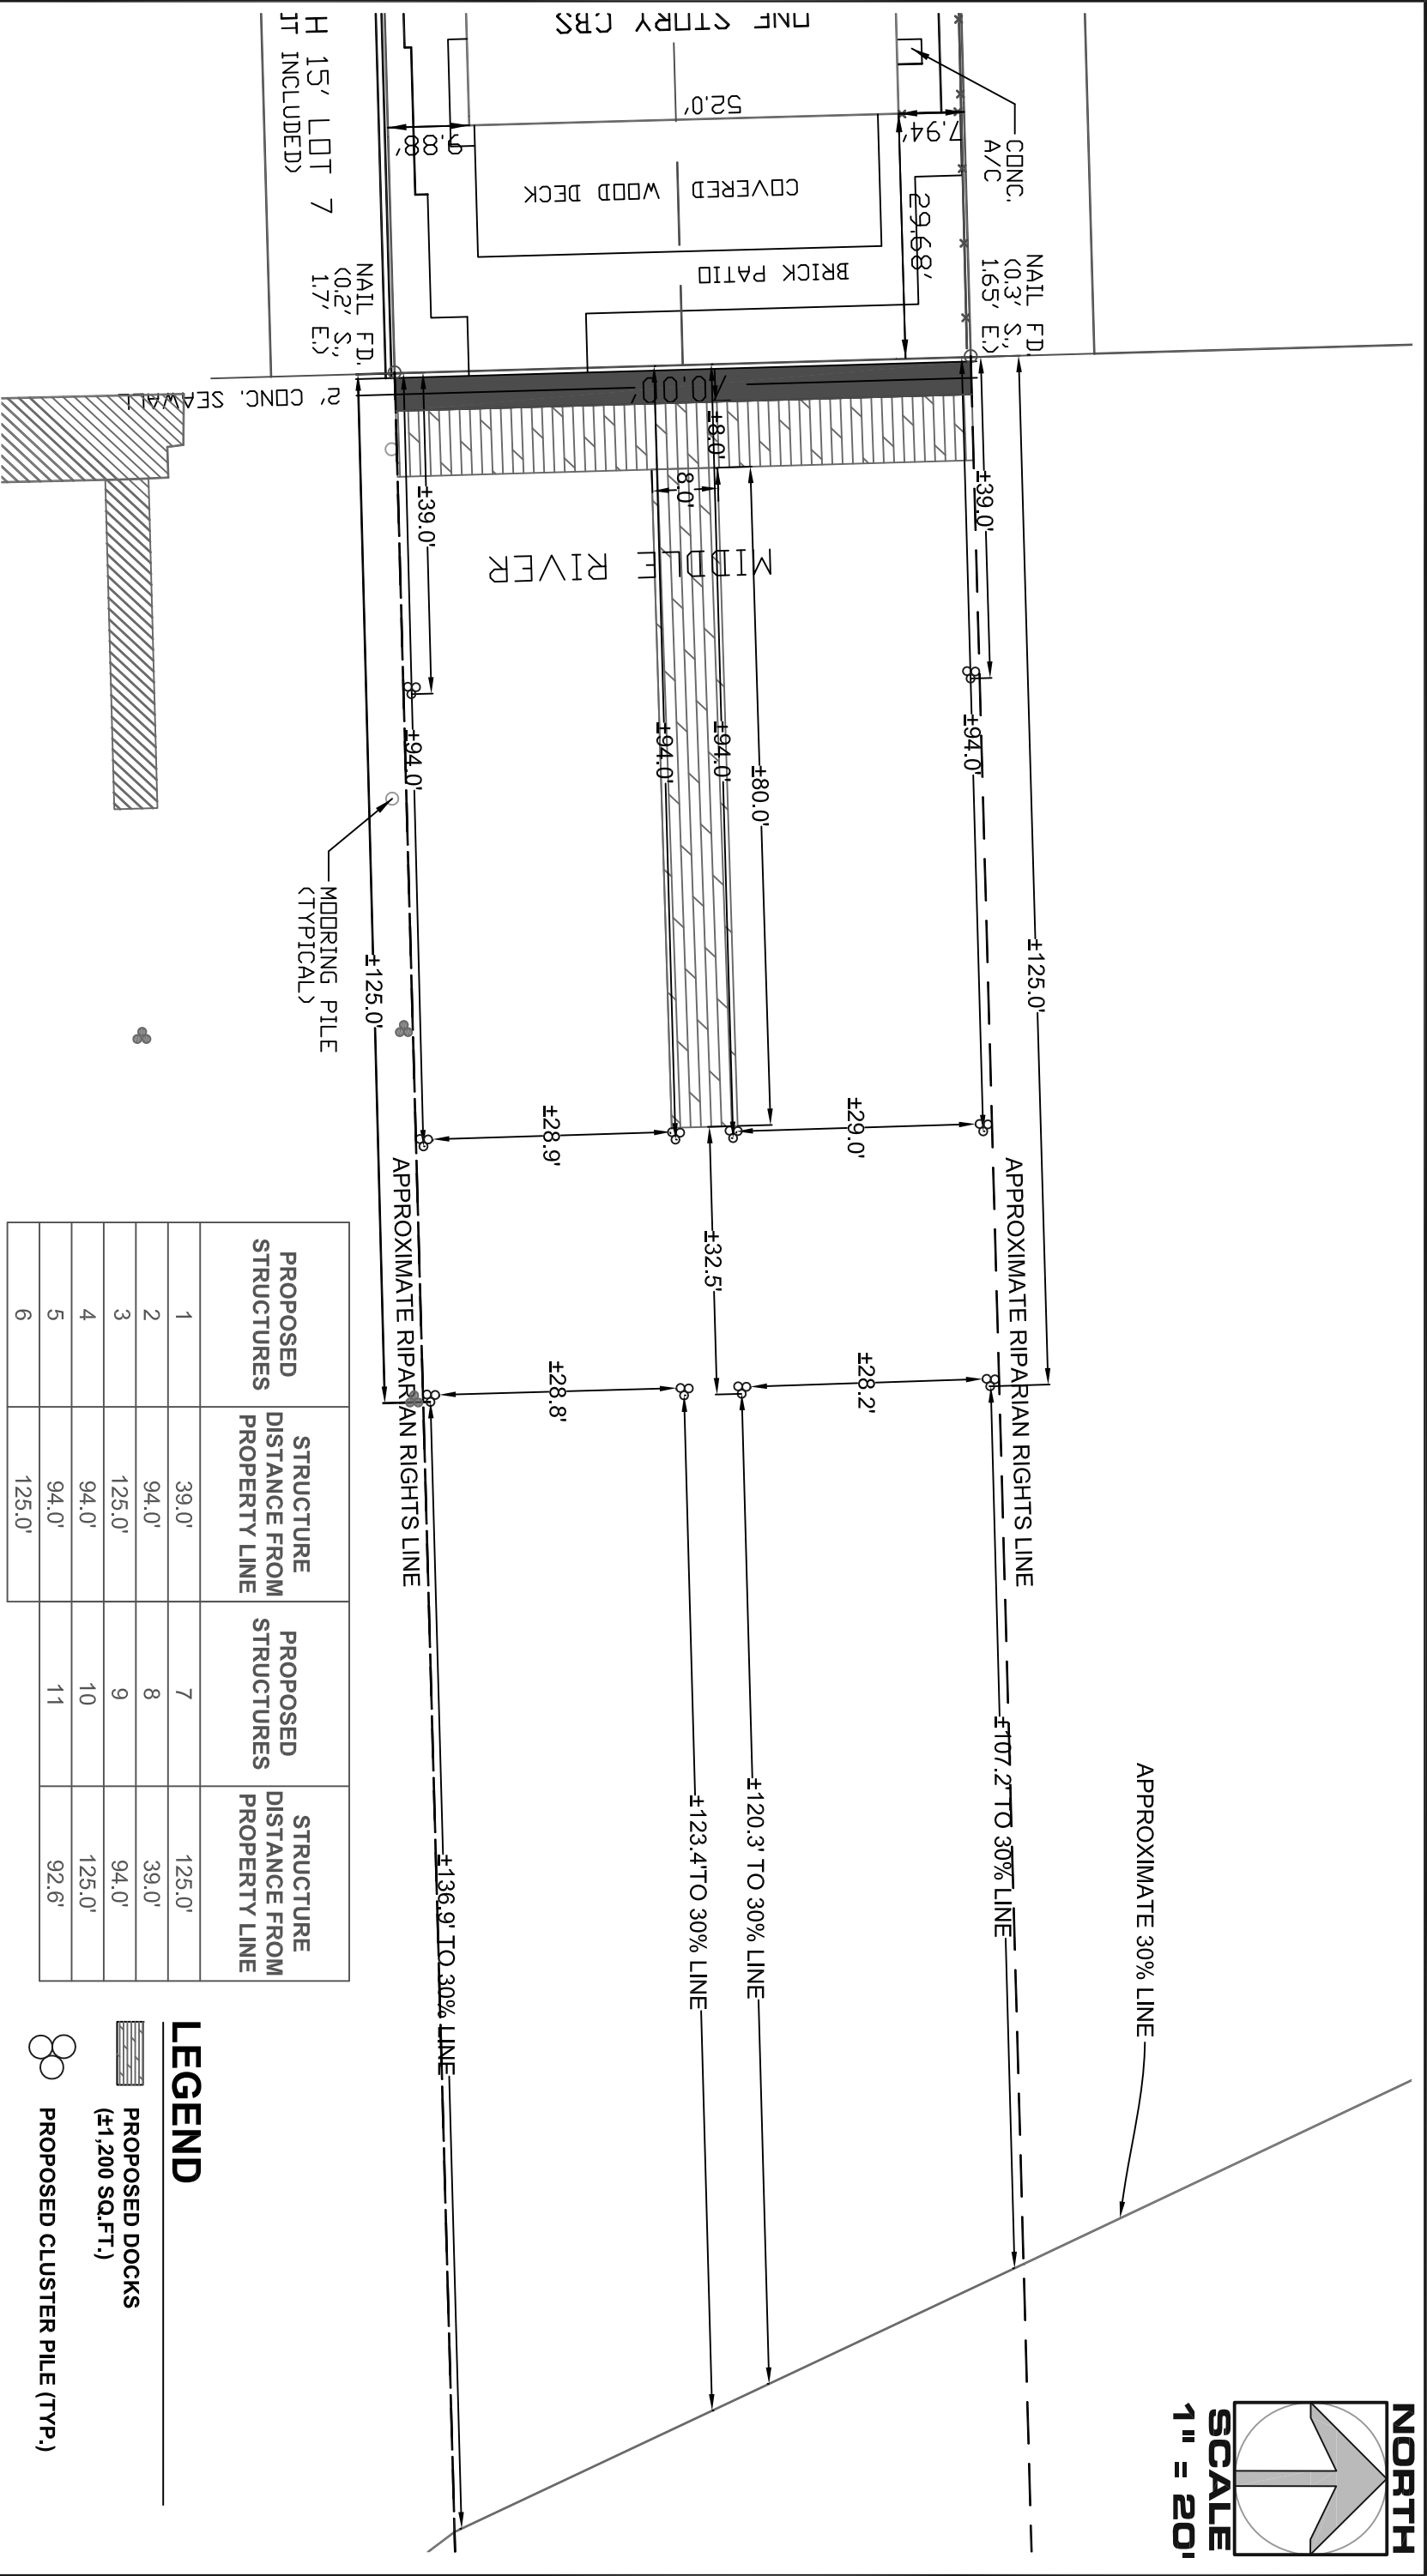 NORTH
SCALE
1" = 20'
ONE STORY CBS
52.0'
9.88'
7.94'
CONC.
A/C
COVERED WOOD DECK
29.68'
BRICK PATIO
H 15' LOT 7
INCLUDED)
NAIL FD.
(0.2' S.,
1.7' E.)
NAIL FD.
(0.3' S.,
1.65' E.)
2' CONC. SEAWALL
70.00'
±8.0'
8.0'
MIDDLE RIVER
±39.0'
±39.0'
±94.0'
±94.0'
±94.0'
±94.0'
±80.0'
±125.0'
±125.0'
MOORING PILE
(TYPICAL)
±28.9'
±29.0'
±32.5'
±28.8'
±28.2'
APPROXIMATE RIPARIAN RIGHTS LINE
APPROXIMATE RIPARIAN RIGHTS LINE
±107.2' TO 30% LINE
±120.3' TO 30% LINE
±123.4'TO 30% LINE
±136.9' TO 30% LINE
APPROXIMATE 30% LINE
PROPOSED STRUCTURES STRUCTURE DISTANCE FROM PROPERTY LINE PROPOSED STRUCTURES STRUCTURE DISTANCE FROM PROPERTY LINE
1 39.0' 7 125.0'
2 94.0' 8 39.0'
3 125.0' 9 94.0'
4 94.0' 10 125.0'
5 94.0' 11 92.6'
6 125.0'
LEGEND
PROPOSED DOCKS
(±1,200 SQ.FT.)
PROPOSED CLUSTER PILE (TYP.)